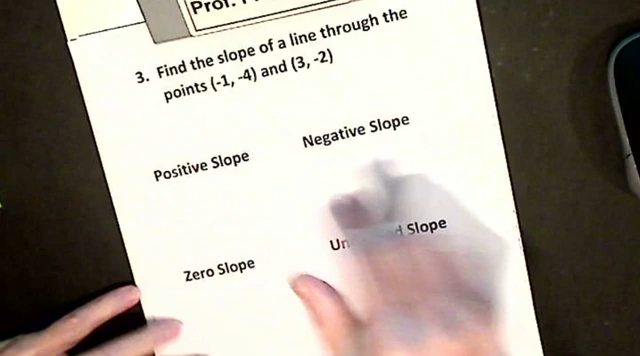 Prof.
3. Find the slope of a line through the
points (-1, -4) and (3, -2)
Negative Slope
Positive Slope
Slope
Zero Slope